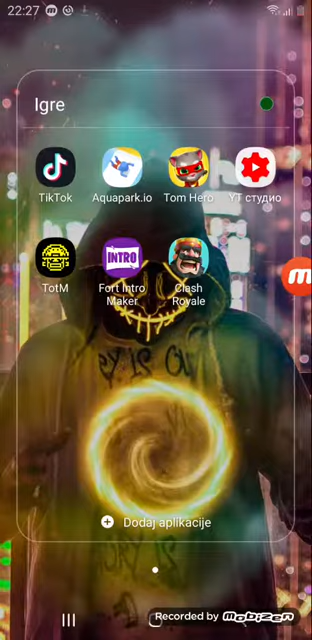 22:27
Igre
TikTok
Aquapark.io
Tom Hero
YT студио
TotM
INTRO
Fort Intro
Maker
Clash
Royale
Dodaj aplikacije
Recorded by Mobizen